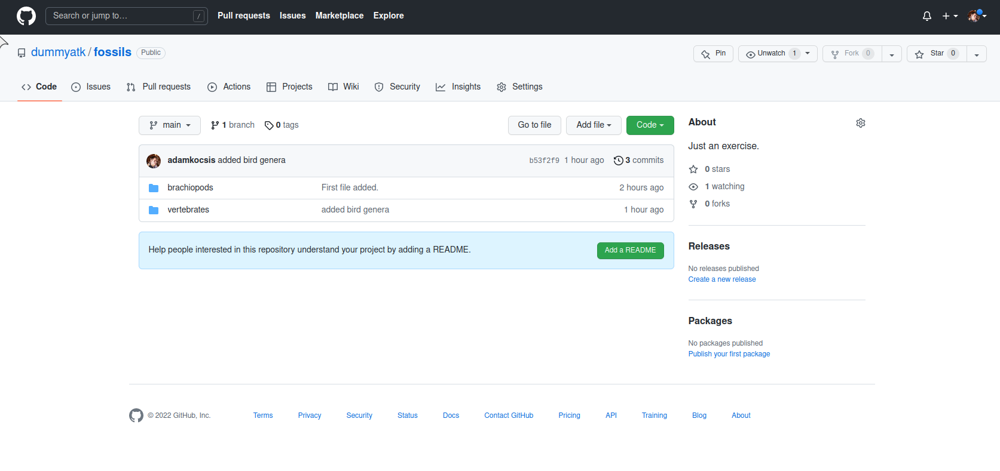 Search or jump to… / Pull requests Issues Marketplace Explore
dummyatk / fossils Public Pin Unwatch 1 Fork 0 Star 0
Code Issues Pull requests Actions Projects Wiki Security Insights Settings
main 1 branch 0 tags Go to file Add file Code
adamkocsis added bird genera b53f2f9 1 hour ago 3 commits
brachiopods First file added. 2 hours ago
vertebrates added bird genera 1 hour ago
Help people interested in this repository understand your project by adding a README. Add a README
About
Just an exercise.
0 stars
1 watching
0 forks
Releases
No releases published
Create a new release
Packages
No packages published
Publish your first package
© 2022 GitHub, Inc. Terms Privacy Security Status Docs Contact GitHub Pricing API Training Blog About